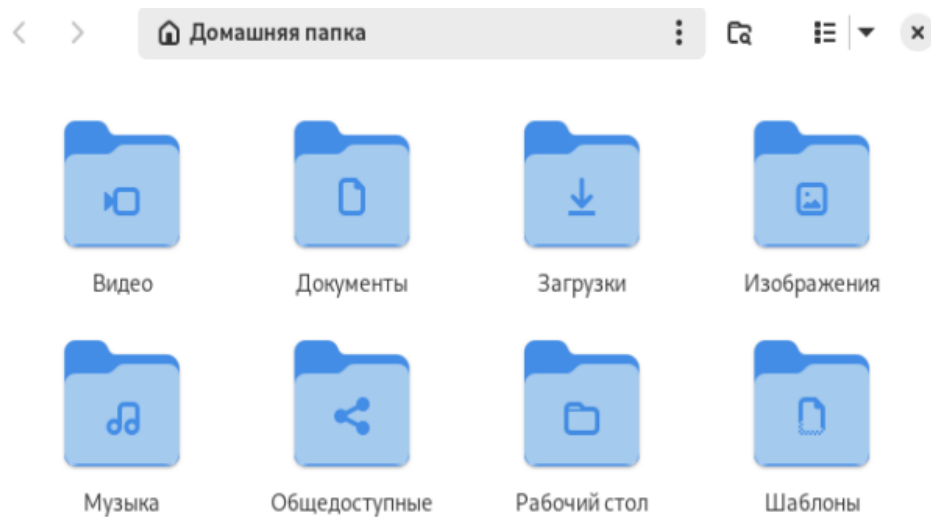 Домашняя папка
Видео
Документы
Загрузки
Изображения
Музыка
Общедоступные
Рабочий стол
Шаблоны